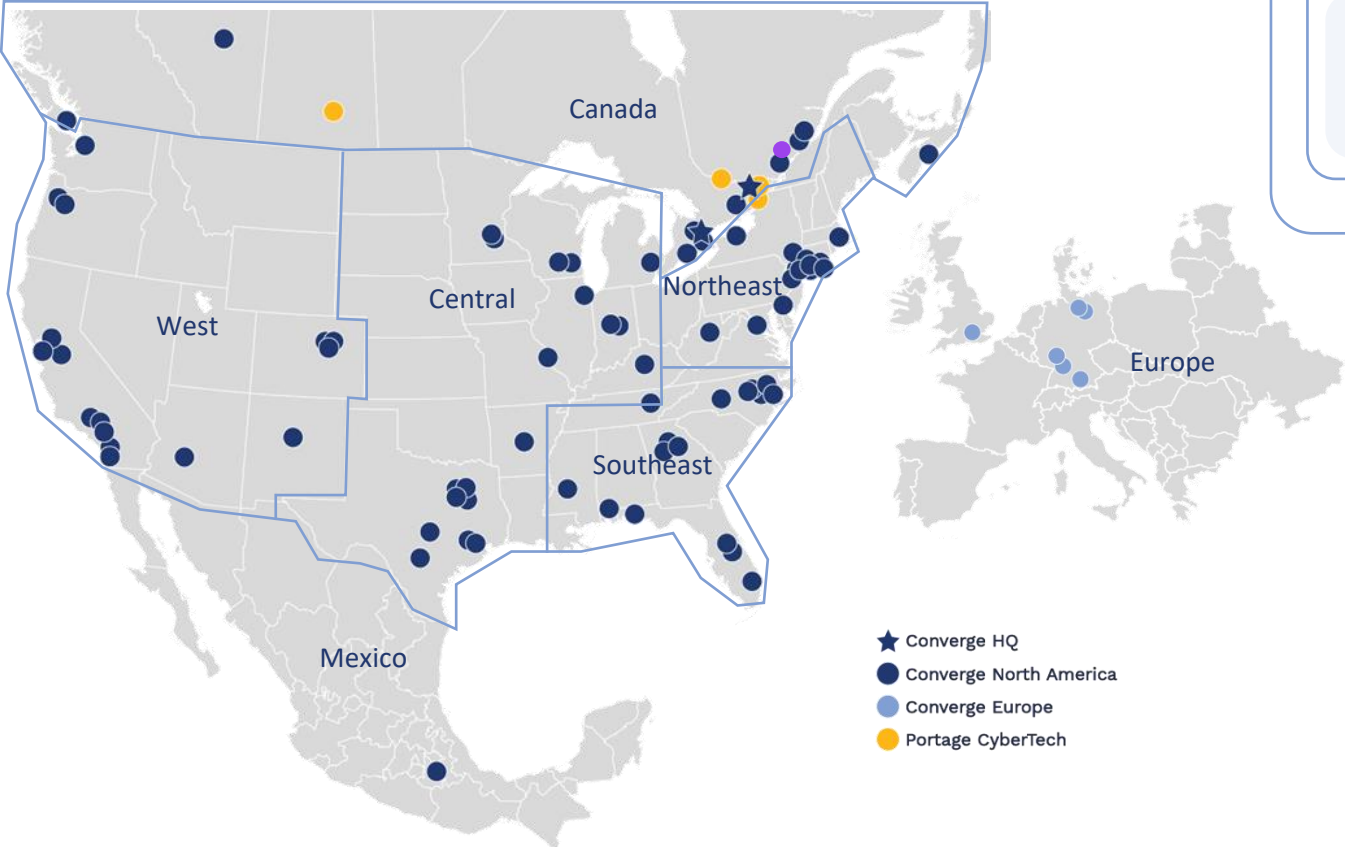 Canada
Northeast
Central
West
Europe
Southeast
Mexico
Converge HQ
Converge North America
Converge Europe
Portage CyberTech